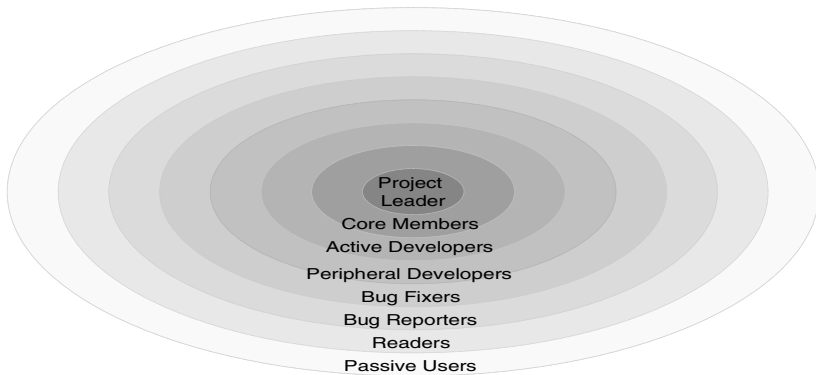 Project
Leader
Core Members
Active Developers
Peripheral Developers
Bug Fixers
Bug Reporters
Readers
Passive Users